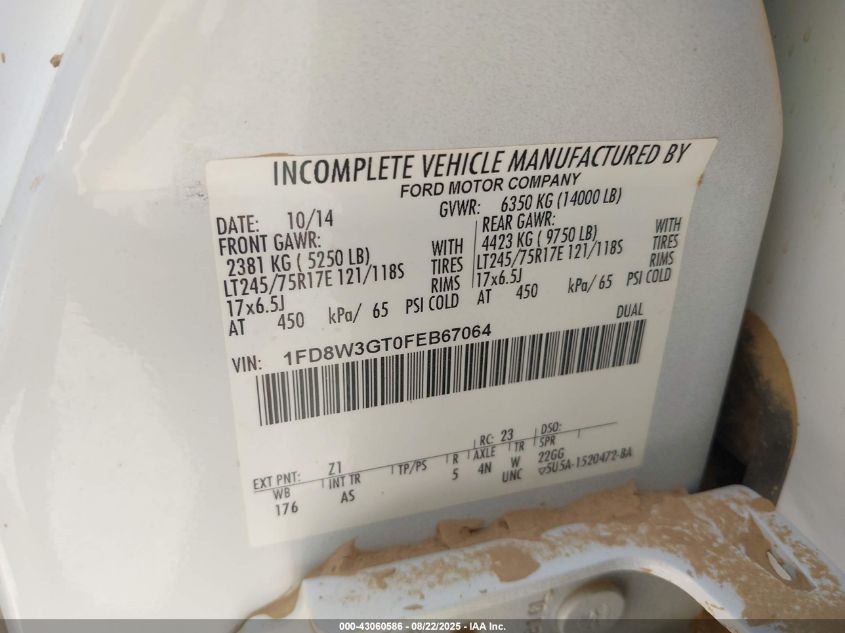 INCOMPLETE VEHICLE MANUFACTURED BY
FORD MOTOR COMPANY
DATE: 10/14 GVWR: 6350 KG (14000 LB)
FRONT GAWR: REAR GAWR:
2381 KG ( 5250 LB) WITH 4423 KG ( 9750 LB) WITH
LT245/75R17E 121/118S TIRES LT245/75R17E 121/118S TIRES
17x6.5J RIMS 17x6.5J RIMS
AT 450 kPa/ 65 PSI COLD AT 450 kPa/ 65 PSI COLD
DUAL
VIN: 1FD8W3GT0FEB67064
EXT PNT: Z1 RC: 23 DSO:
WB INT TR TP/PS R AXLE TR SPR
176 AS 5 4N W 22GG
UNC 5U5A-1520472-BA
000-43060586 - 08/22/2025 - IAA Inc.